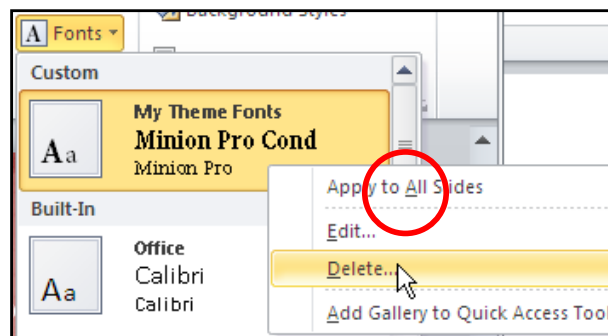 Background Styles
A Fonts
Custom
My Theme Fonts
Minion Pro Cond
Minion Pro
Aa
Apply to All Slides
Built-In
Edit...
Office
Calibri
Calibri
Aa
Delete...
Add Gallery to Quick Access Tool